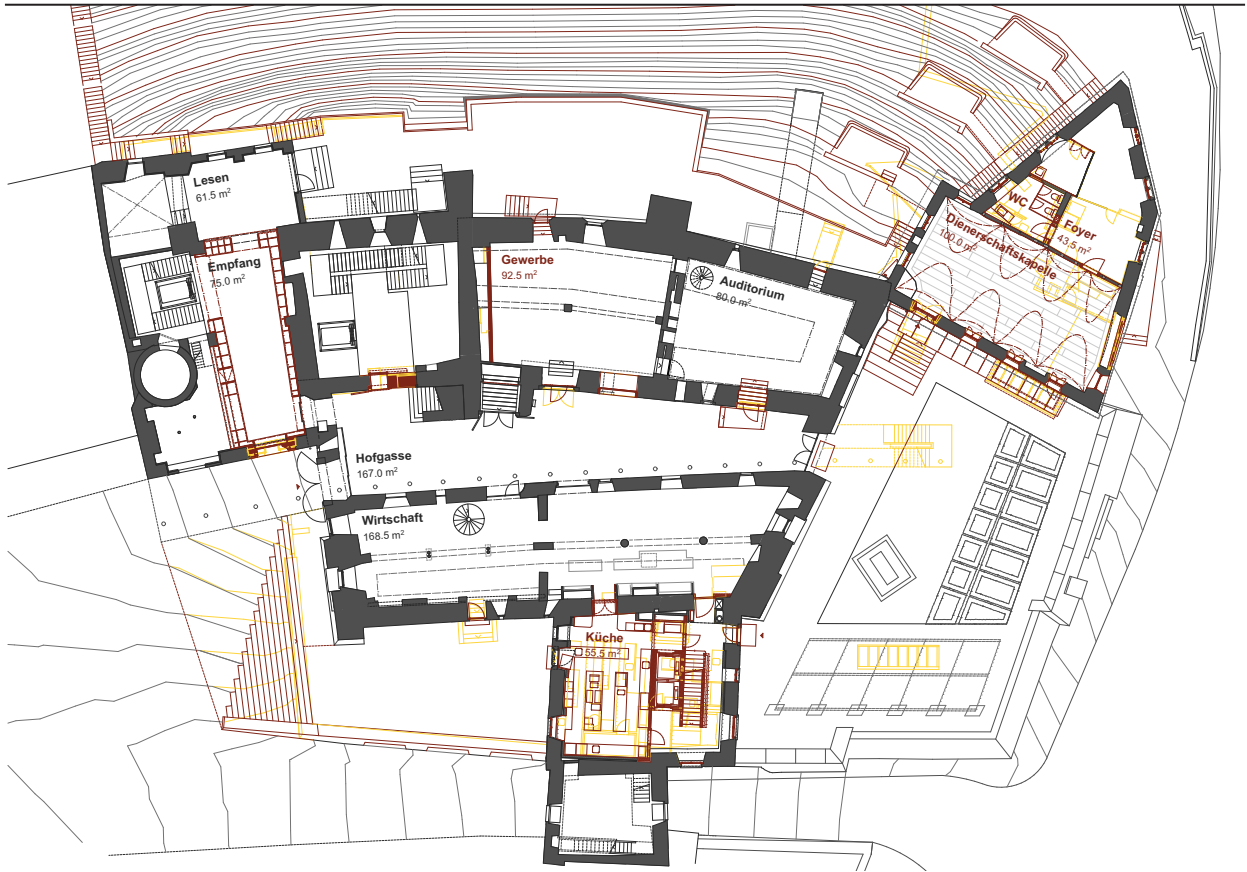 Lesen
61.5 m²
Empfang
75.0 m²
Gewerbe
92.5 m²
Auditorium
80.0 m²
WC
Foyer
43.5 m²
Dienerschaftskapelle
100.0 m²
Hofgasse
167.0 m²
Wirtschaft
168.5 m²
Küche
55.5 m²